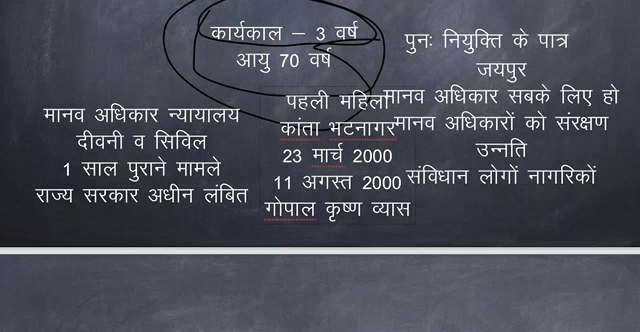 कार्यकाल – 3 वर्ष
आयु 70 वर्ष
पुनः नियुक्ति के पात्र
जयपुर
मानव अधिकार सबके लिए हो
मानव अधिकारों को संरक्षण
उन्नति
संविधान लोगों नागरिकों
पहली महिला
कांता भटनागर
23 मार्च 2000
11 अगस्त 2000
गोपाल कृष्ण व्यास
मानव अधिकार न्यायालय
दीवनी व सिविल
1 साल पुराने मामले
राज्य सरकार अधीन लंबित